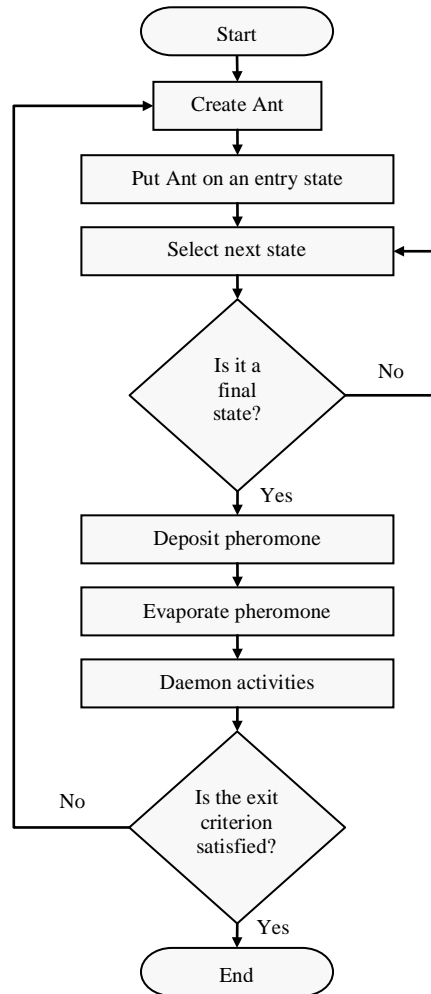 Start
Create Ant
Put Ant on an entry state
Select next state
Is it a
final
state?
No
Yes
Deposit pheromone
Evaporate pheromone
Daemon activities
No
Is the exit
criterion
satisfied?
Yes
End